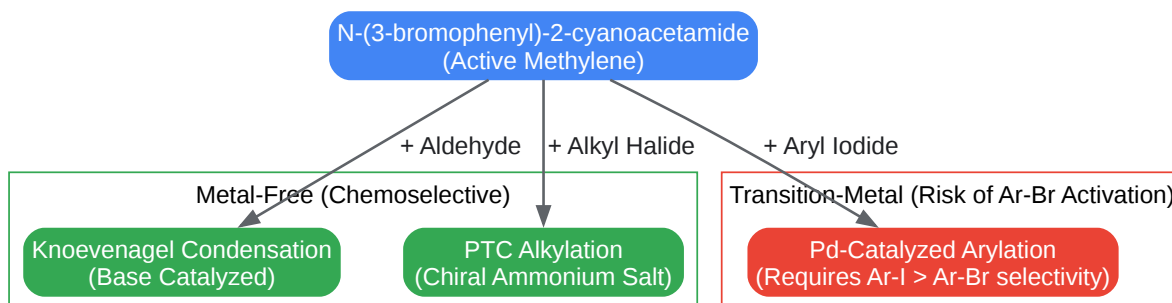 N-(3-bromophenyl)-2-cyanoacetamide
(Active Methylene)
+ Aldehyde
+ Alkyl Halide
+ Aryl Iodide
Metal-Free (Chemoselective)
Transition-Metal (Risk of Ar-Br Activation)
Knoevenagel Condensation
(Base Catalyzed)
PTC Alkylation
(Chiral Ammonium Salt)
Pd-Catalyzed Arylation
(Requires Ar-I > Ar-Br selectivity)